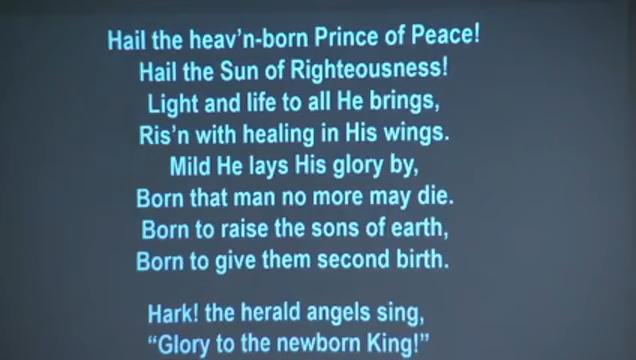 Hail the heav'n-born Prince of Peace!
Hail the Sun of Righteousness!
Light and life to all He brings,
Ris'n with healing in His wings.
Mild He lays His glory by,
Born that man no more may die.
Born to raise the sons of earth,
Born to give them second birth.
Hark! the herald angels sing,
“Glory to the newborn King!”